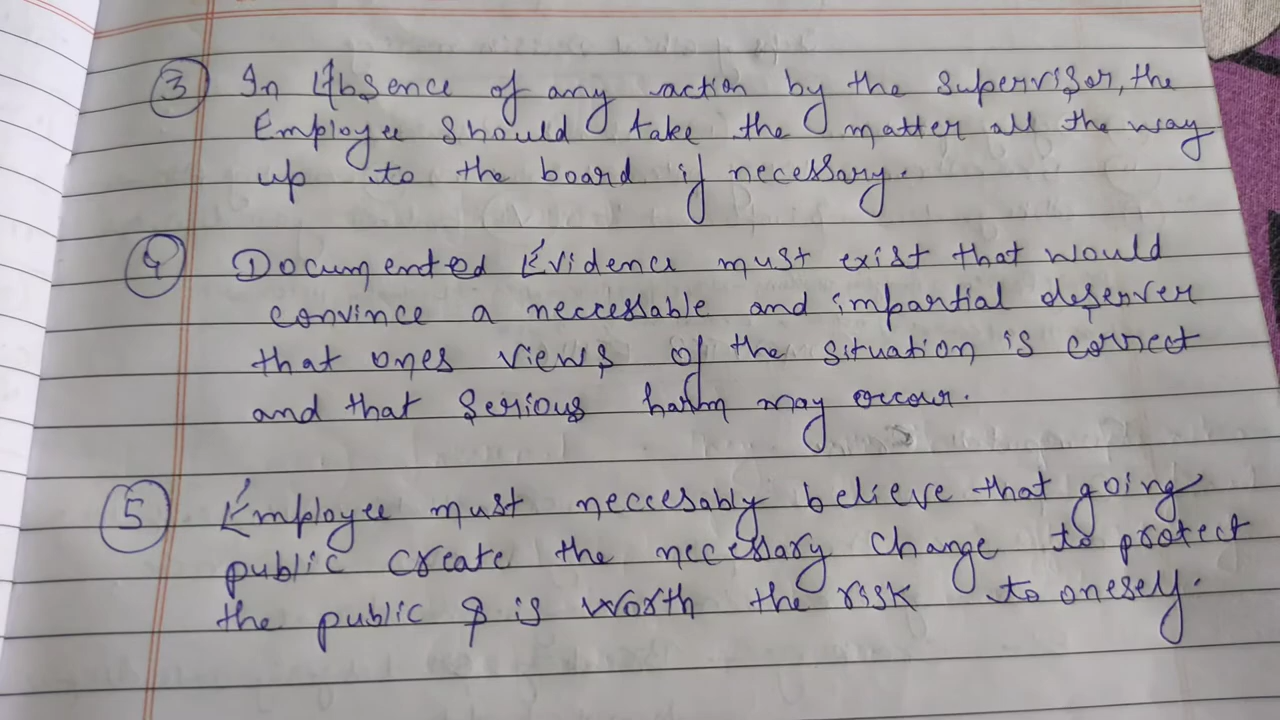 ③ In Absence of any action by the supervisor, the
Employee should take the matter all the way
up to the board if necessary.
④ Documented Evidence must exist that would
convince a neccessable and impartial deserver
that ones views of the situation is correct
and that serious harm may occour.
⑤ Employee must neccesably believe that going
public create the necessary change to protect
the public & is worth the risk to onesely.